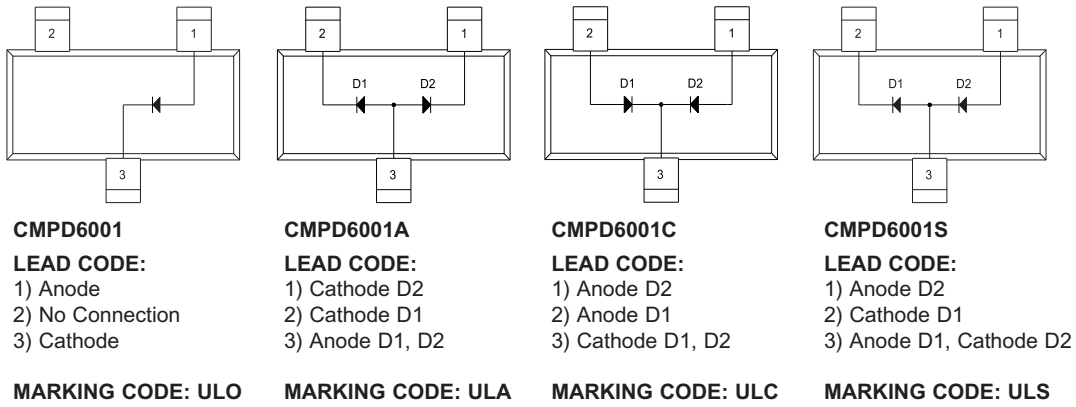 2 1
3
CMPD6001
LEAD CODE:
1) Anode
2) No Connection
3) Cathode
MARKING CODE: ULO
2 1
D1 D2
3
CMPD6001A
LEAD CODE:
1) Cathode D2
2) Cathode D1
3) Anode D1, D2
MARKING CODE: ULA
2 1
D1 D2
3
CMPD6001C
LEAD CODE:
1) Anode D2
2) Anode D1
3) Cathode D1, D2
MARKING CODE: ULC
2 1
D1 D2
3
CMPD6001S
LEAD CODE:
1) Anode D2
2) Cathode D1
3) Anode D1, Cathode D2
MARKING CODE: ULS